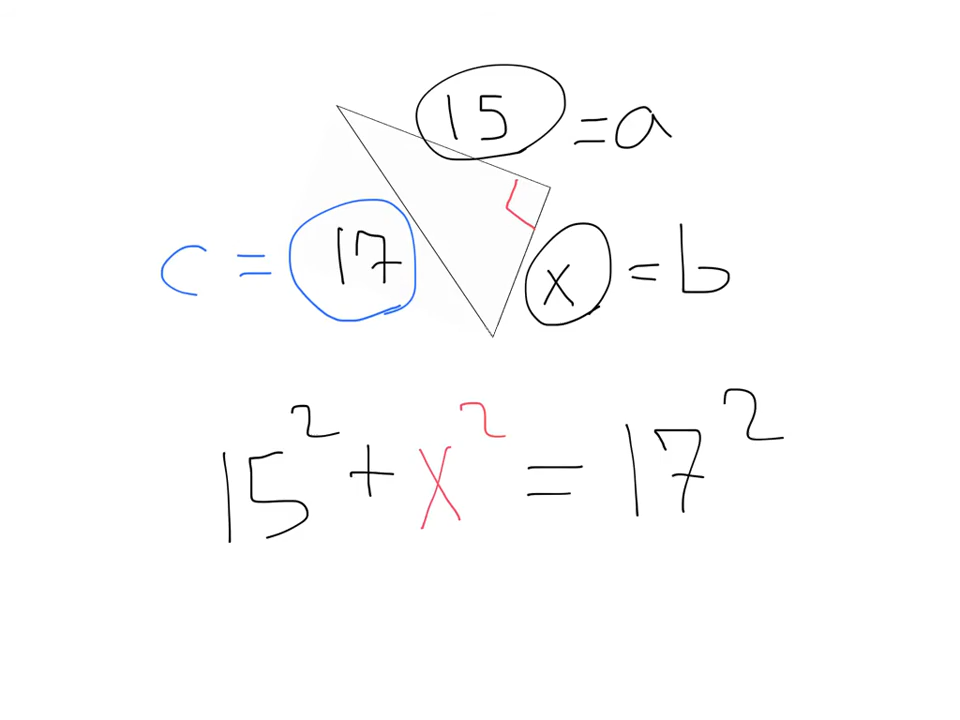 15 = a
c = 17
x = b
15² + x² = 17²